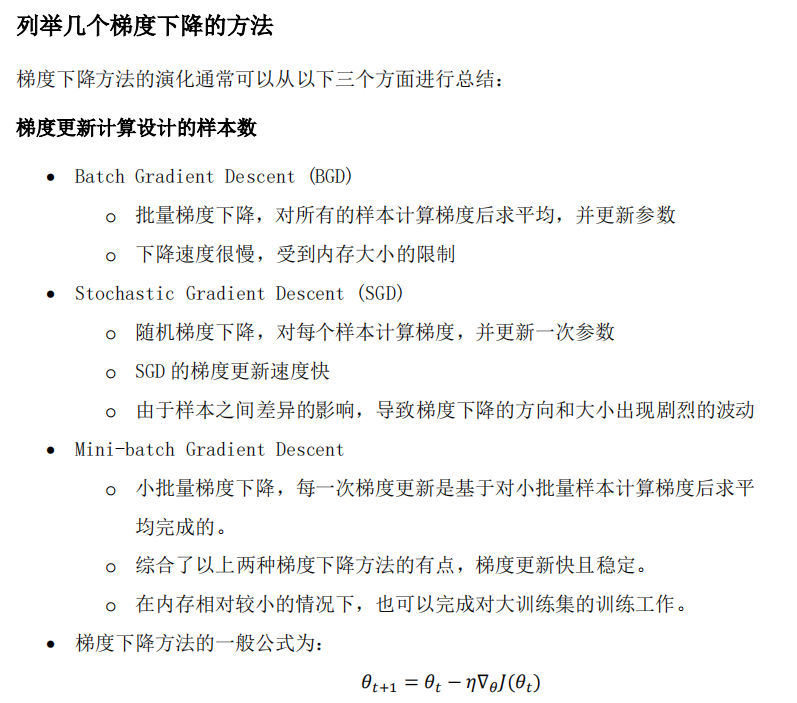 列举几个梯度下降的方法
梯度下降方法的演化通常可以从以下三个方面进行总结：
梯度更新计算设计的样本数
• Batch Gradient Descent (BGD)
o 批量梯度下降，对所有的样本计算梯度后求平均，并更新参数
o 下降速度很慢，受到内存大小的限制
• Stochastic Gradient Descent (SGD)
o 随机梯度下降，对每个样本计算梯度，并更新一次参数
o SGD 的梯度更新速度快
o 由于样本之间差异的影响，导致梯度下降的方向和大小出现剧烈的波动
• Mini-batch Gradient Descent
o 小批量梯度下降，每一次梯度更新是基于对小批量样本计算梯度后求平
均完成的。
o 综合了以上两种梯度下降方法的有点，梯度更新快且稳定。
o 在内存相对较小的情况下，也可以完成对大训练集的训练工作。
• 梯度下降方法的一般公式为：
θₜ₊₁ = θₜ − η∇_θJ(θₜ)